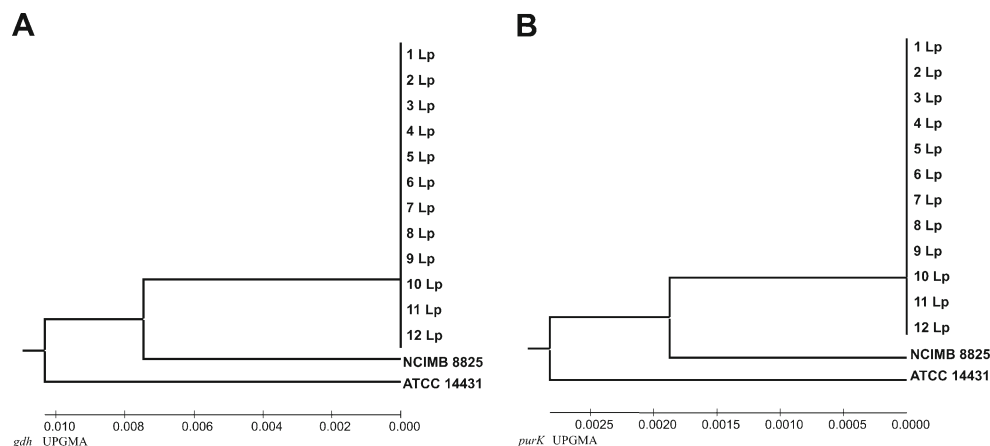 A
1 Lp
2 Lp
3 Lp
4 Lp
5 Lp
6 Lp
7 Lp
8 Lp
9 Lp
10 Lp
11 Lp
12 Lp
NCIMB 8825
ATCC 14431
0.010 0.008 0.006 0.004 0.002 0.000
gdh UPGMA
B
1 Lp
2 Lp
3 Lp
4 Lp
5 Lp
6 Lp
7 Lp
8 Lp
9 Lp
10 Lp
11 Lp
12 Lp
NCIMB 8825
ATCC 14431
0.0025 0.0020 0.0015 0.0010 0.0005 0.0000
purK UPGMA